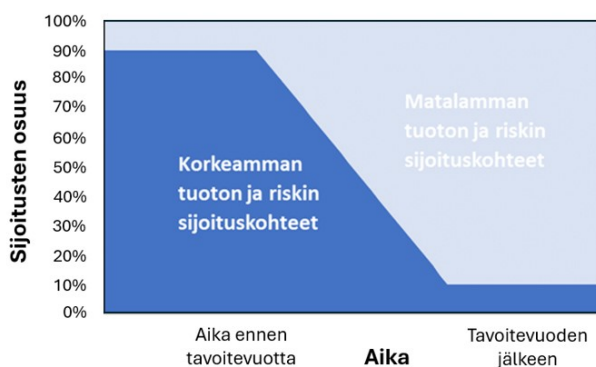 Sijoitusten osuus
100%
90%
80%
70%
60%
50%
40%
30%
20%
10%
0%
Korkeamman
tuoton ja riskin
sijoituskohteet
Matalamman
tuoton ja riskin
sijoituskohteet
Aika ennen
tavoitevuotta
Aika
Tavoitevuoden
jälkeen